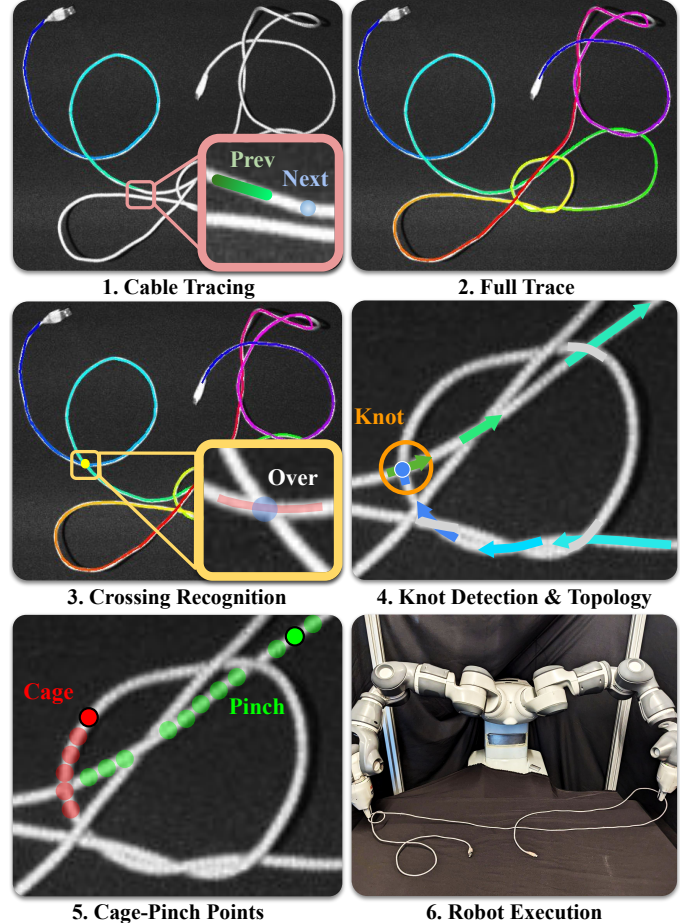 Prev
Next
1. Cable Tracing
2. Full Trace
Over
3. Crossing Recognition
Knot
4. Knot Detection & Topology
Cage
Pinch
5. Cage-Pinch Points
6. Robot Execution